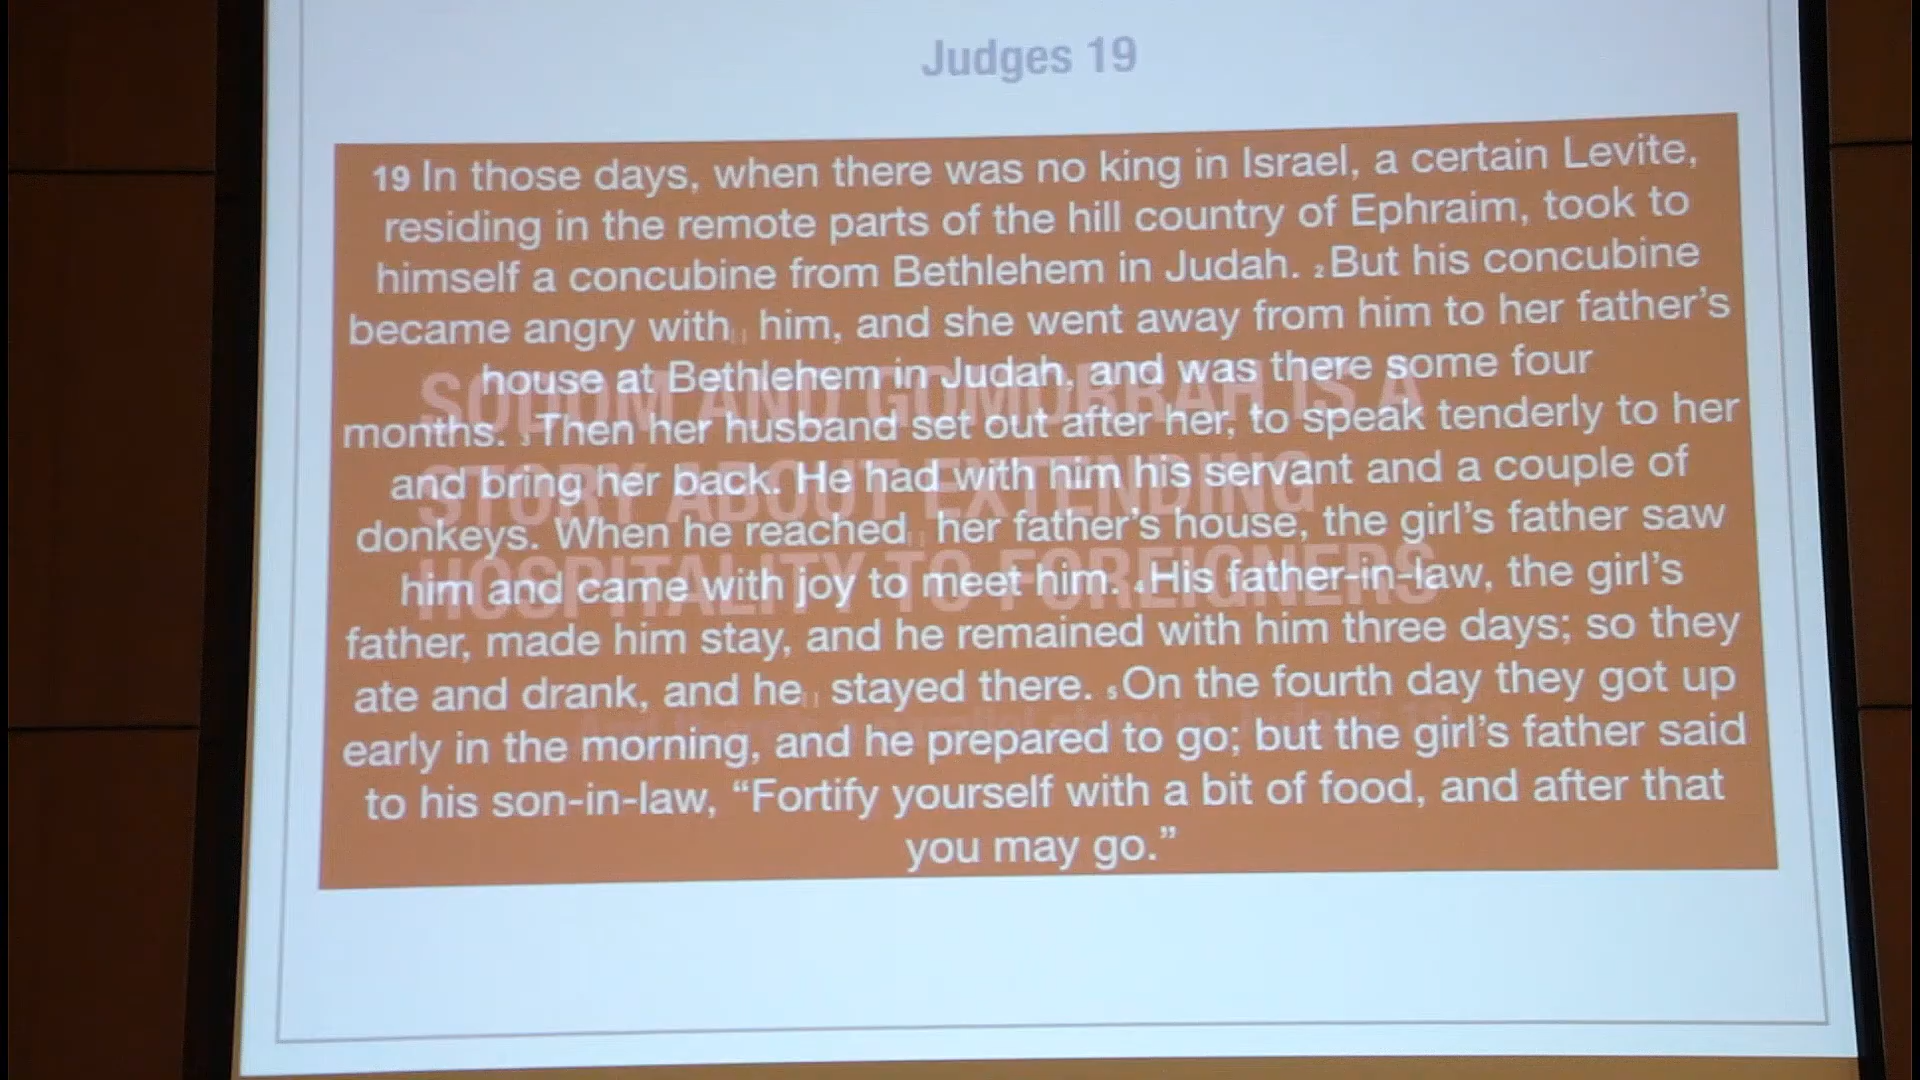 Judges 19
19 In those days, when there was no king in Israel, a certain Levite,
residing in the remote parts of the hill country of Ephraim, took to
himself a concubine from Bethlehem in Judah. 2 But his concubine
became angry with[] him, and she went away from him to her father's
house at Bethlehem in Judah, and was there some four
months. 3 Then her husband set out after her, to speak tenderly to her
and bring her back. He had with him his servant and a couple of
donkeys. When he reached[] her father's house, the girl's father saw
him and came with joy to meet him. 4 His father-in-law, the girl's
father, made him stay, and he remained with him three days; so they
ate and drank, and he[] stayed there. 5 On the fourth day they got up
early in the morning, and he prepared to go; but the girl's father said
to his son-in-law, “Fortify yourself with a bit of food, and after that
you may go.”
SODOM AND GOMORRAH IS A
STORY ABOUT EXTENDING
HOSPITALITY TO FOREIGNERS